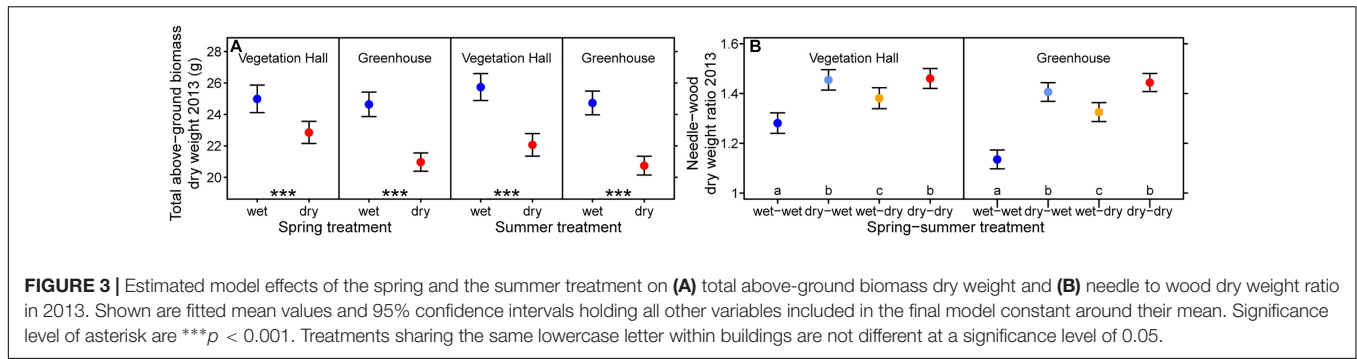 A
Vegetation Hall
Greenhouse
Vegetation Hall
Greenhouse
Total above−ground biomass
dry weight 2013 (g)
28
26
24
22
20
*** *** *** ***
wet dry wet dry wet dry wet dry
Spring treatment
Summer treatment
B
Vegetation Hall
Greenhouse
Needle−wood
dry weight ratio 2013
1.6
1.4
1.2
1
a b c b a b c b
wet−wet dry−wet wet−dry dry−dry wet−wet dry−wet wet−dry dry−dry
Spring−summer treatment
FIGURE 3 | Estimated model effects of the spring and the summer treatment on (A) total above-ground biomass dry weight and (B) needle to wood dry weight ratio
in 2013. Shown are fitted mean values and 95% confidence intervals holding all other variables included in the final model constant around their mean. Significance
level of asterisk are ***p < 0.001. Treatments sharing the same lowercase letter within buildings are not different at a significance level of 0.05.